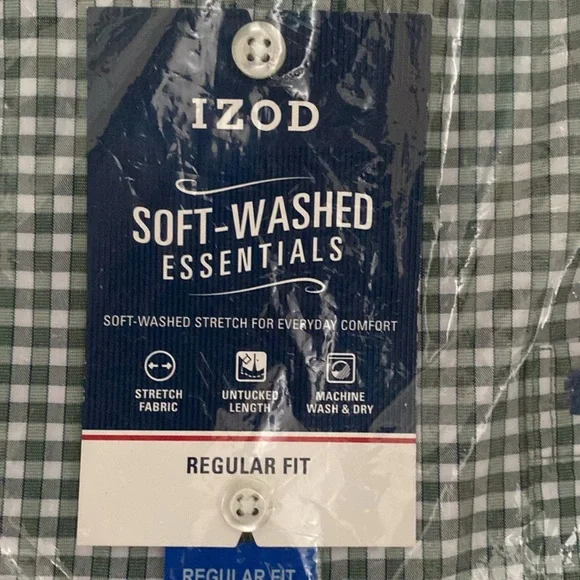 IZOD
SOFT-WASHED
ESSENTIALS
SOFT-WASHED STRETCH FOR EVERYDAY COMFORT
STRETCH
FABRIC
UNTUCKED
LENGTH
MACHINE
WASH & DRY
REGULAR FIT
REGULAR FIT